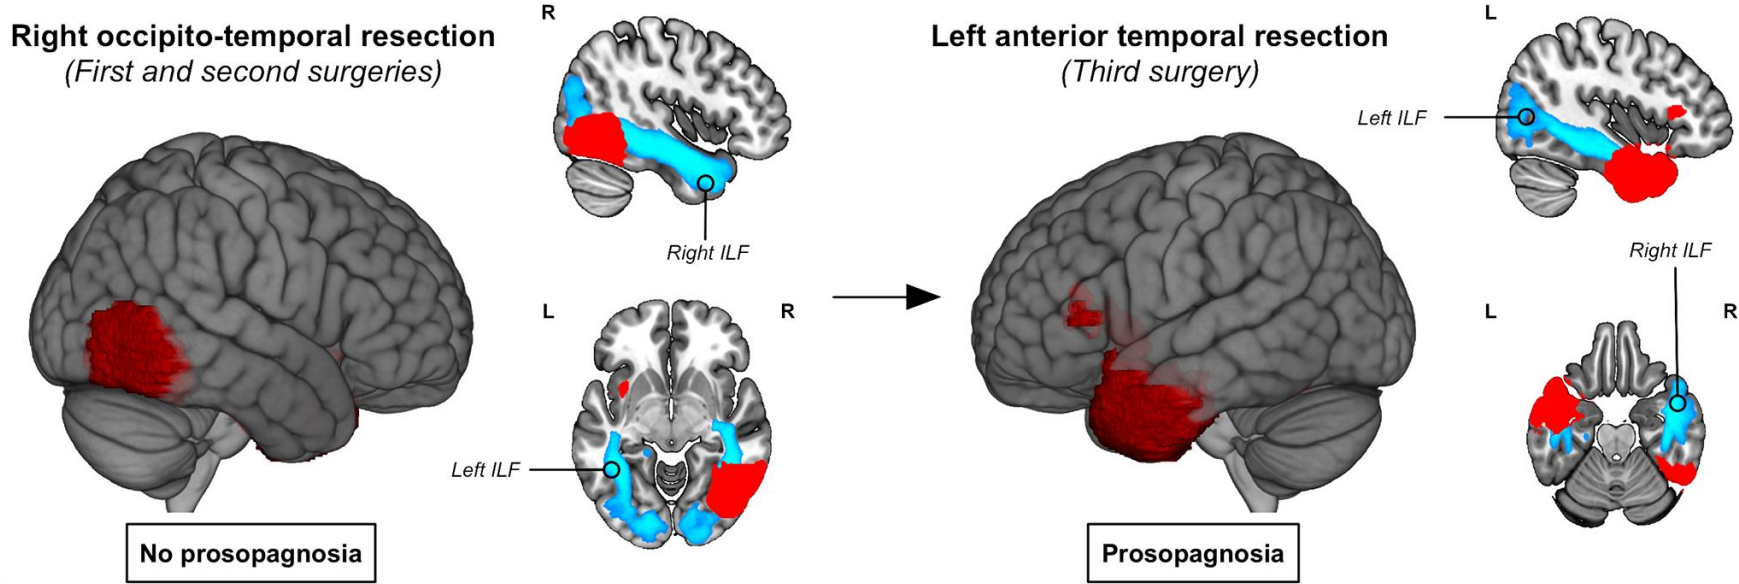 Right occipito-temporal resection
(First and second surgeries)
R
Right ILF
L
R
Left ILF
No prosopagnosia
Left anterior temporal resection
(Third surgery)
L
Left ILF
Right ILF
L
R
Prosopagnosia